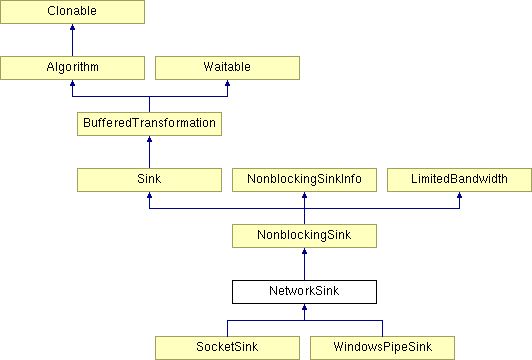 Clonable
Algorithm
Waitable
BufferedTransformation
Sink
NonblockingSinkInfo
LimitedBandwidth
NonblockingSink
NetworkSink
SocketSink
WindowsPipeSink